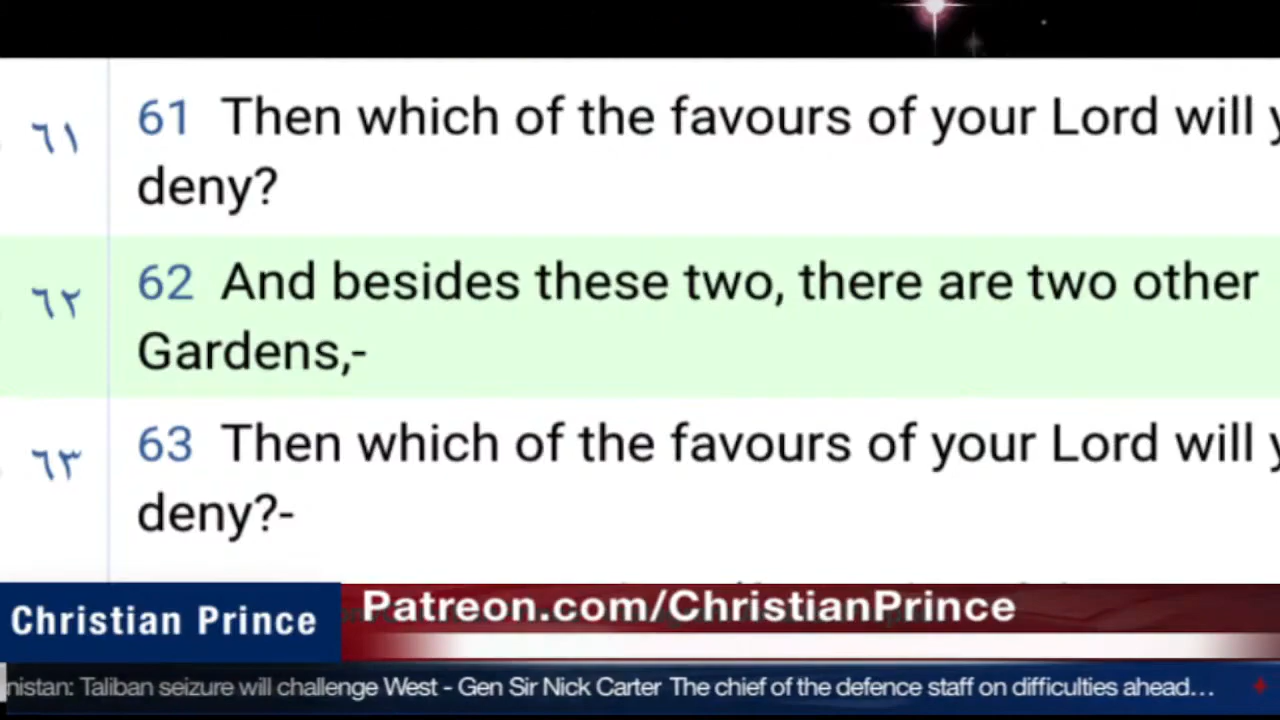 ٦١ 61 Then which of the favours of your Lord will
deny?
٦٢ 62 And besides these two, there are two other
Gardens,-
٦٣ 63 Then which of the favours of your Lord will
deny?-
Christian Prince Patreon.com/ChristianPrince
nistan: Taliban seizure will challenge West - Gen Sir Nick Carter The chief of the defence staff on difficulties ahead...